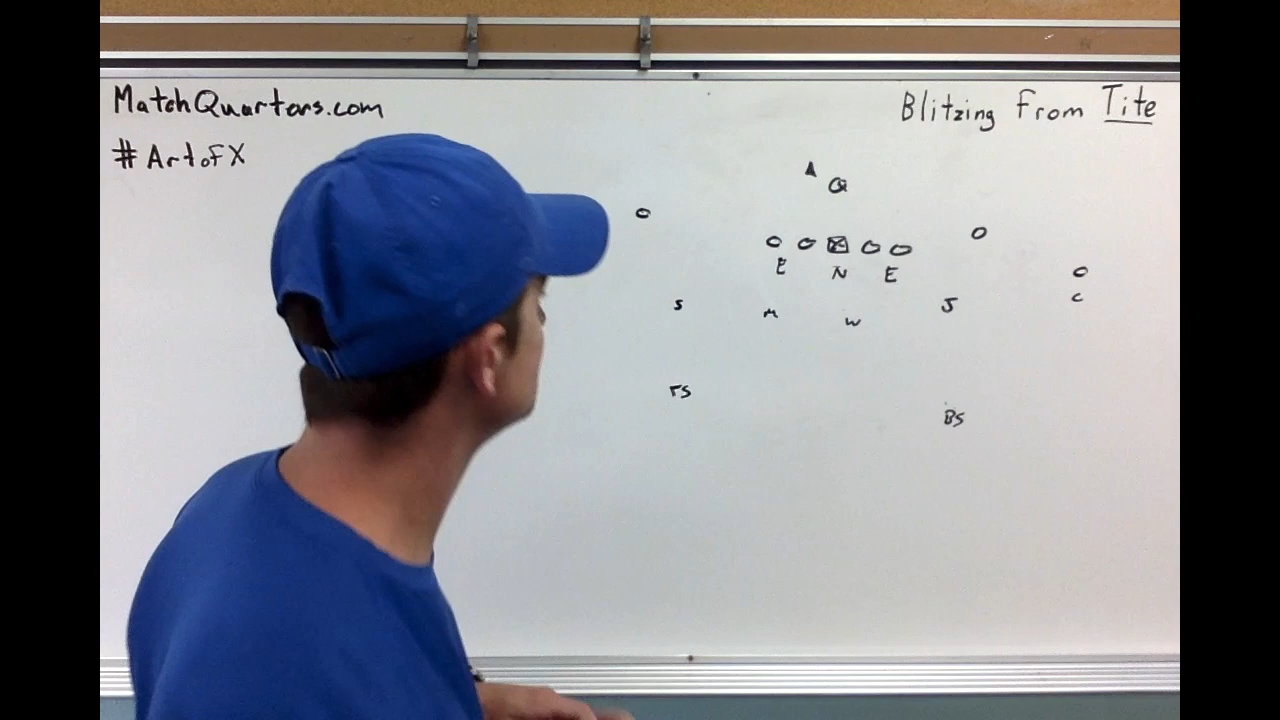 MatchQuarters.com
Blitzing From Tite
#ArtofX
Q
E N E
S M W J C
FS BS